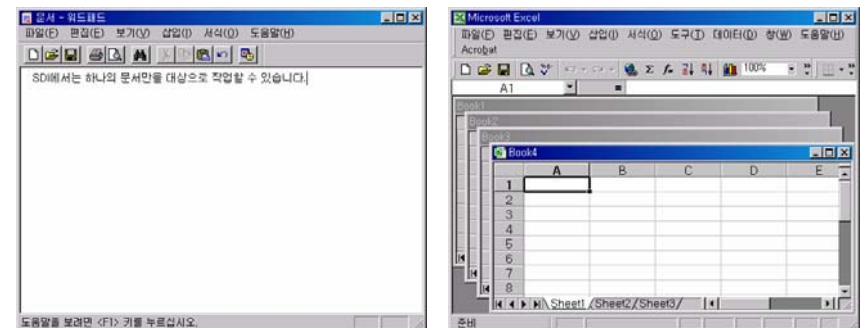 문서 - 워드패드
파일(F) 편집(E) 보기(V) 삽입(I) 서식(O) 도움말(H)
SDI에서는 하나의 문서만을 대상으로 작업할 수 있습니다.
도움말을 보려면 <F1> 키를 누르십시오.
Microsoft Excel
파일(F) 편집(E) 보기(V) 삽입(I) 서식(O) 도구(T) 데이터(D) 창(W) 도움말(H)
Acrobat
100%
A1 =
Book1
Book2
Book3
Book4
A B C D E
1
2
3
4
5
6
7
8
Sheet1 Sheet2 Sheet3
준비